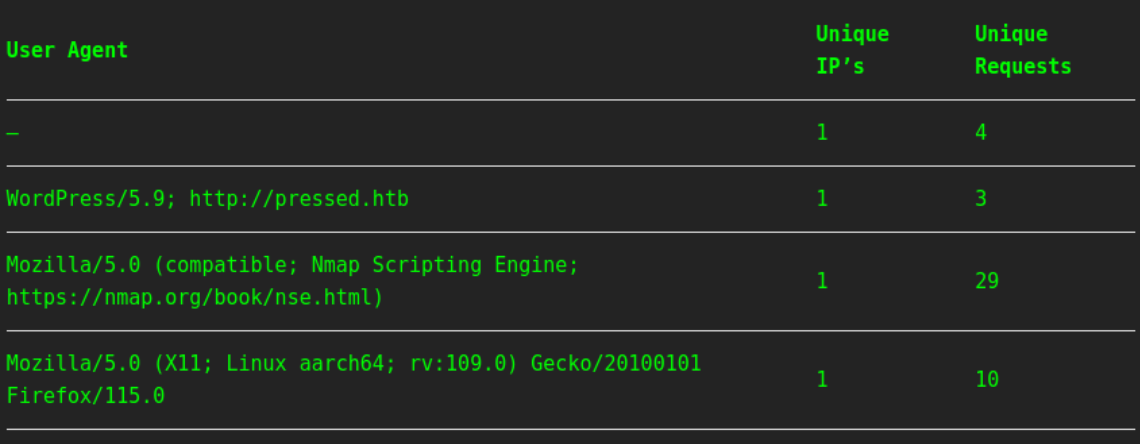 User Agent Unique IP’s Unique Requests
– 1 4
WordPress/5.9; http://pressed.htb 1 3
Mozilla/5.0 (compatible; Nmap Scripting Engine;
https://nmap.org/book/nse.html) 1 29
Mozilla/5.0 (X11; Linux aarch64; rv:109.0) Gecko/20100101
Firefox/115.0 1 10